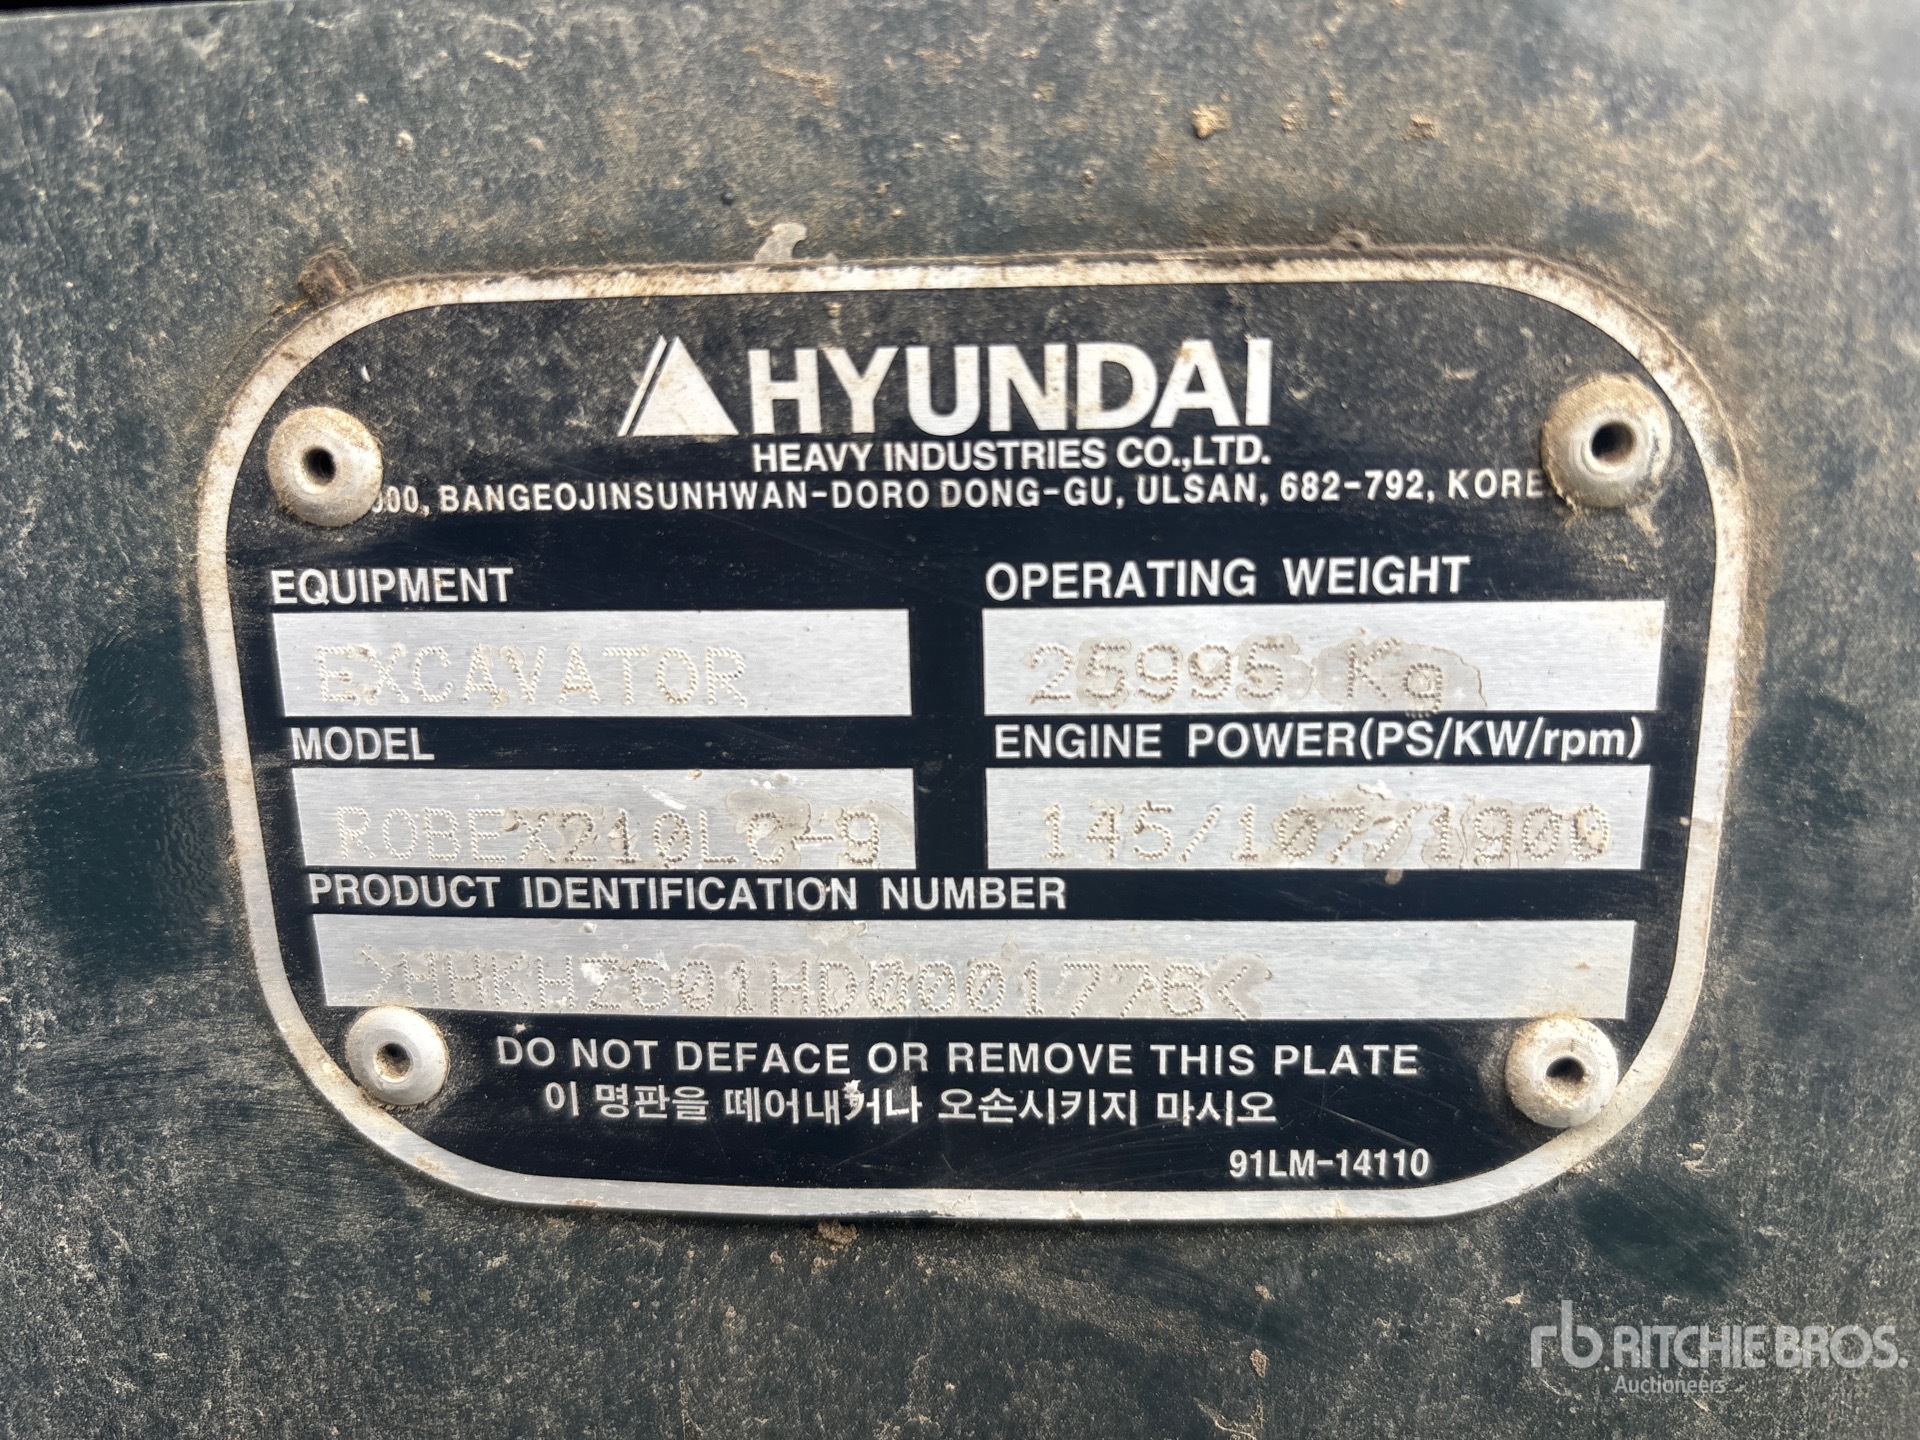 HYUNDAI
HEAVY INDUSTRIES CO.,LTD.
000, BANGEOJINSUNHWAN-DORO DONG-GU, ULSAN, 682-792, KORE
EQUIPMENT
EXCAVATOR
OPERATING WEIGHT
25995 Kg
MODEL
ROBEX210LC-9
ENGINE POWER(PS/KW/rpm)
145/107/1900
PRODUCT IDENTIFICATION NUMBER
>HHKHZ601HD0001776<
DO NOT DEFACE OR REMOVE THIS PLATE
이 명판을 떼어내거나 오손시키지 마시오
91LM-14110
rb RITCHIE BROS.
Auctioneers